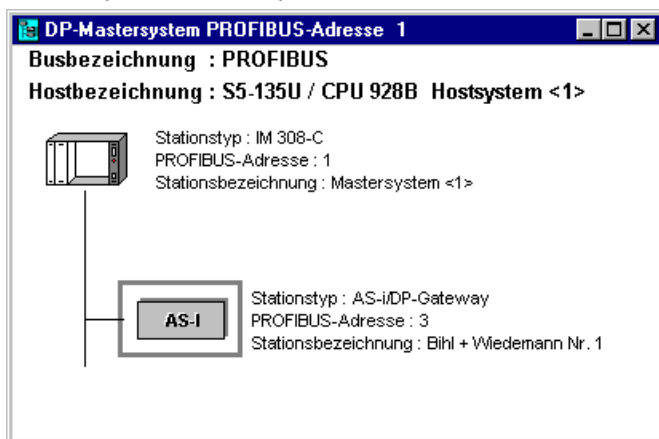 DP-Mastersystem PROFIBUS-Adresse 1
Busbezeichnung : PROFIBUS
Hostbezeichnung : S5-135U / CPU 928B Hostsystem <1>
Stationstyp : IM 308-C
PROFIBUS-Adresse : 1
Stationsbezeichnung : Mastersystem <1>
AS-I
Stationstyp : AS-i/DP-Gateway
PROFIBUS-Adresse : 3
Stationsbezeichnung : Bihl + Wiedemann Nr. 1